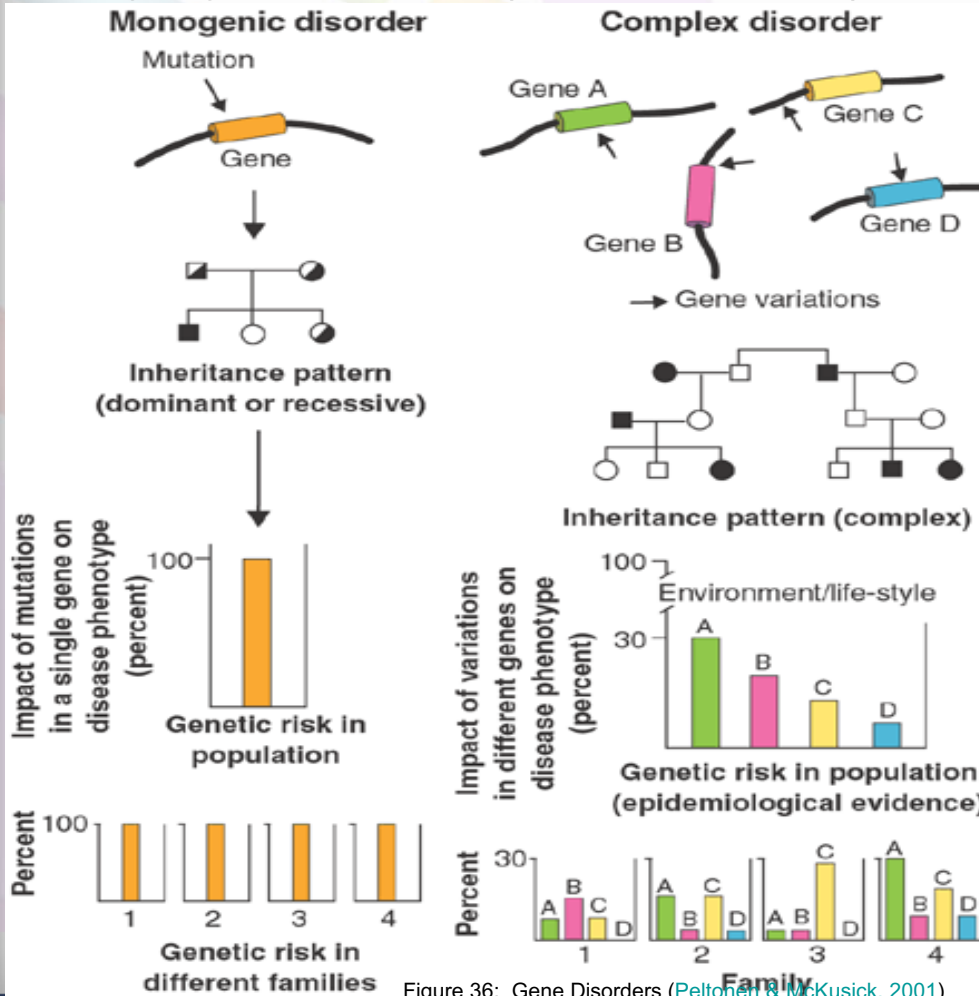 Monogenic disorder
Mutation
Gene
Inheritance pattern
(dominant or recessive)
Impact of mutations
in a single gene on
disease phenotype
(percent)
100
Genetic risk in
population
Percent
100
1 2 3 4
Genetic risk in
different families
Complex disorder
Gene A
Gene C
Gene B
Gene D
→ Gene variations
Inheritance pattern (complex)
Impact of variations
in different genes on
disease phenotype
(percent)
100
Environment/life-style
30
A
B
C
D
Genetic risk in population
(epidemiological evidence)
Percent
30
A B C D
A B C D
A B C D
A B C D
1 2 3 4
Family
Figure 36: Gene Disorders (Peltonen & McKusick, 2001)